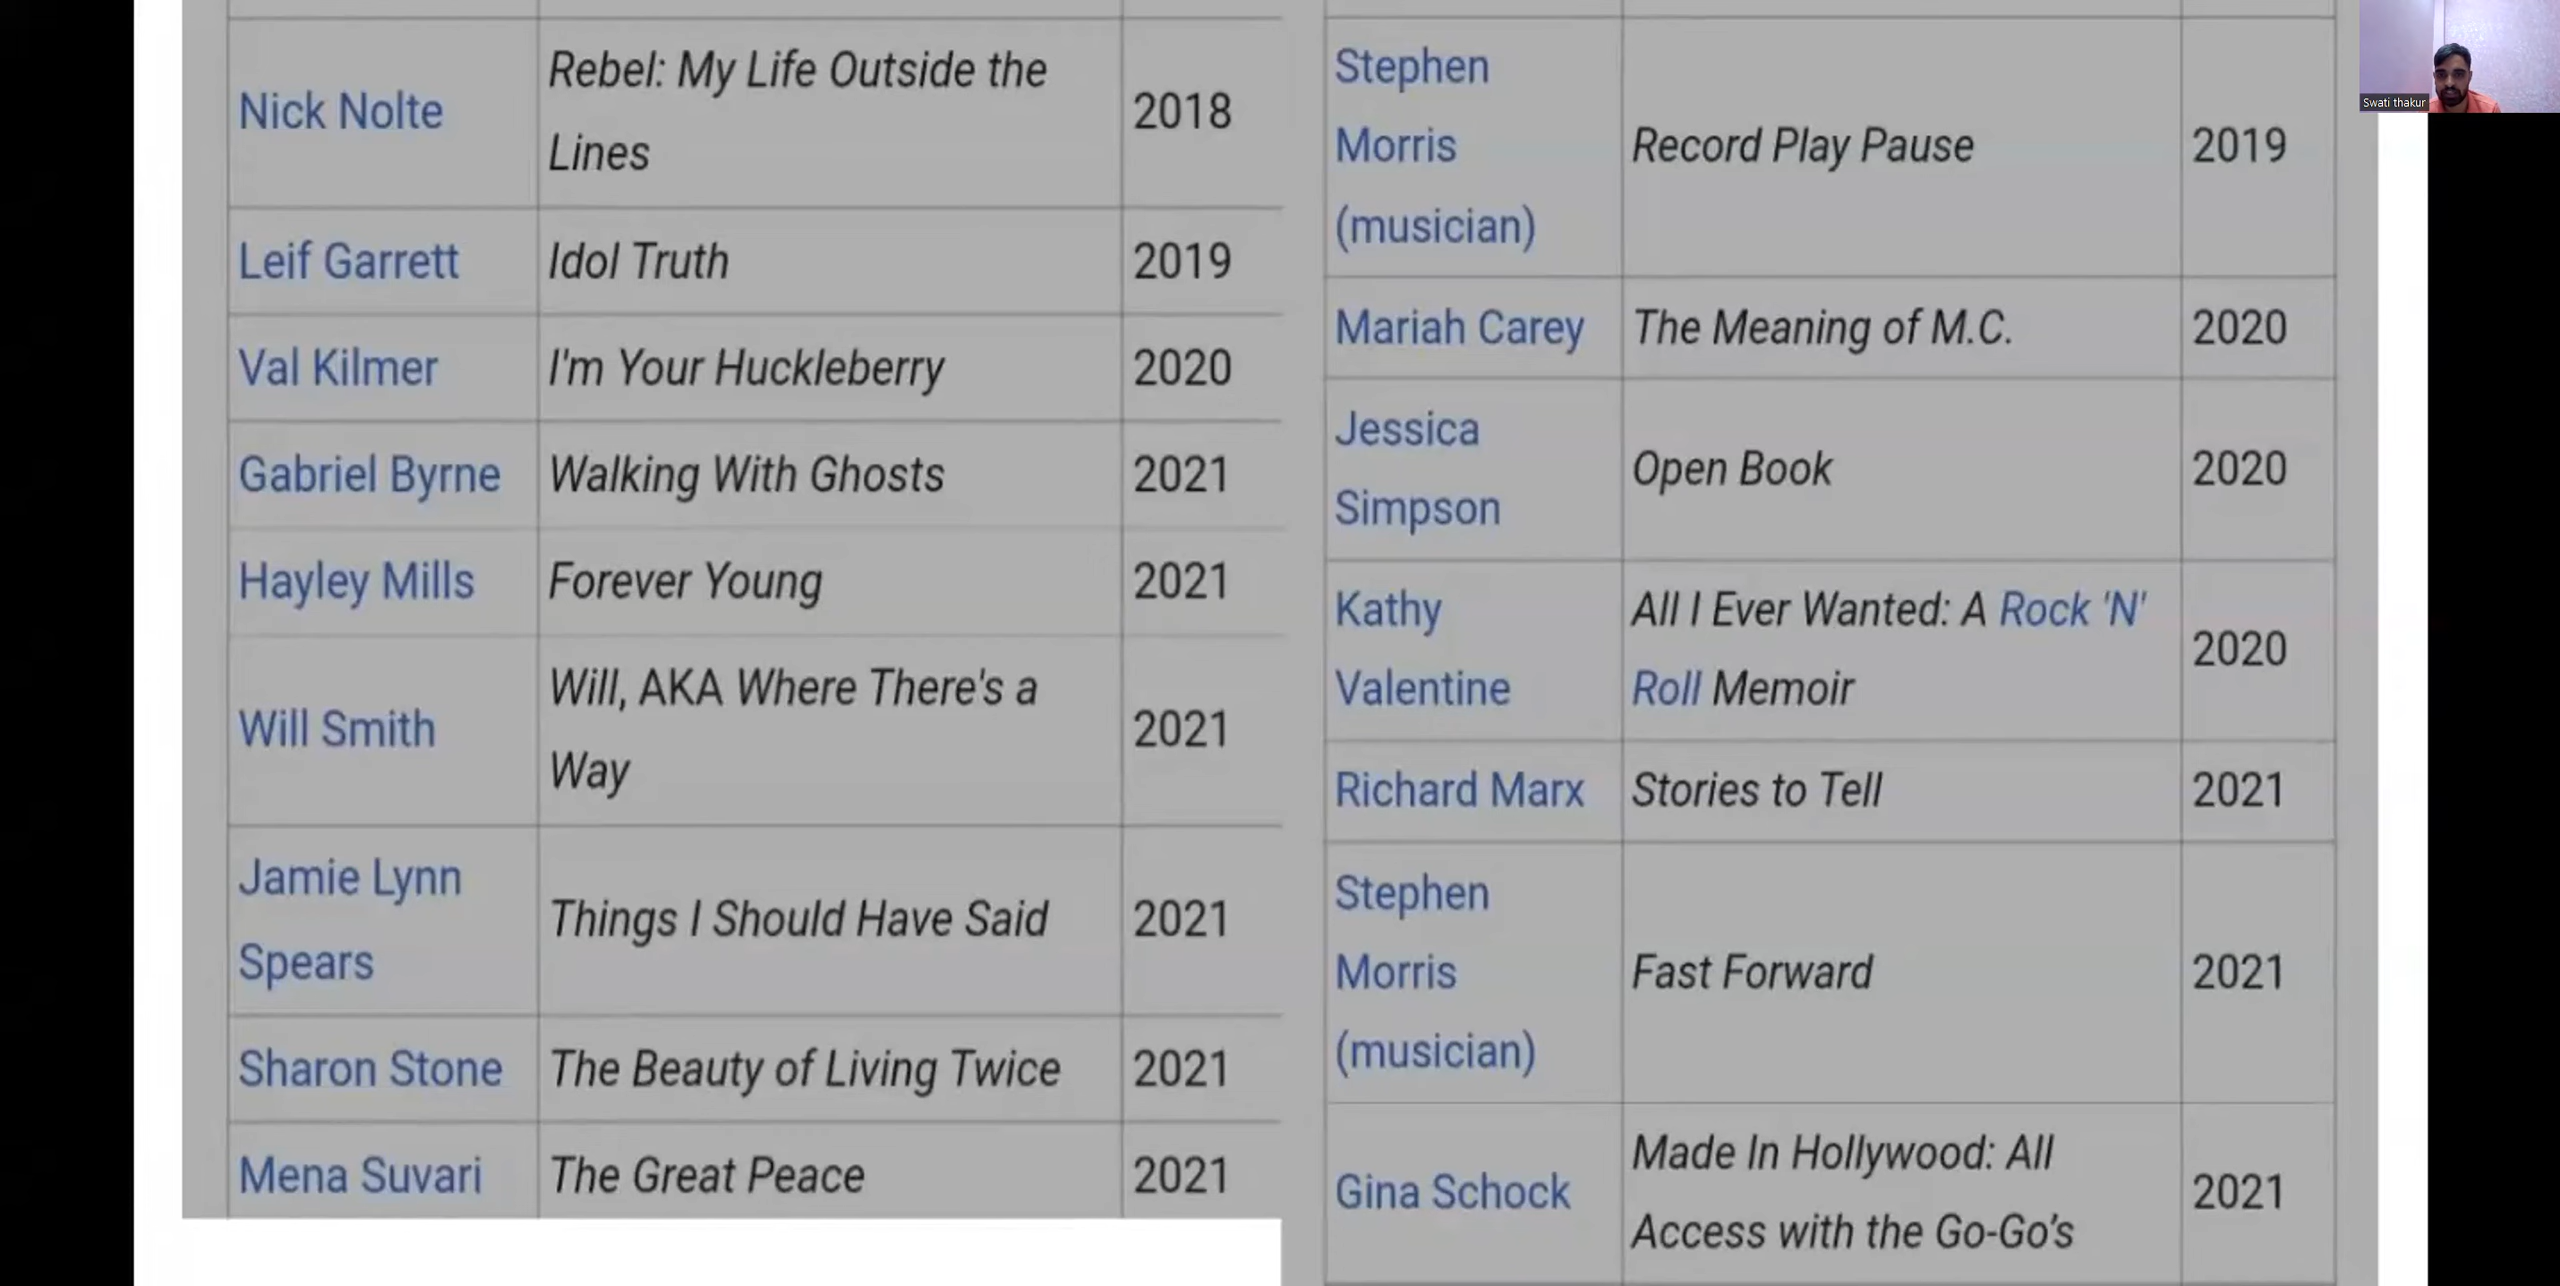 Nick Nolte
Rebel: My Life Outside the
Lines
2018
Leif Garrett
Idol Truth
2019
Val Kilmer
I'm Your Huckleberry
2020
Gabriel Byrne
Walking With Ghosts
2021
Hayley Mills
Forever Young
2021
Will Smith
Will, AKA Where There's a
Way
2021
Jamie Lynn
Spears
Things I Should Have Said
2021
Sharon Stone
The Beauty of Living Twice
2021
Mena Suvari
The Great Peace
2021
Stephen
Morris
(musician)
Record Play Pause
2019
Mariah Carey
The Meaning of M.C.
2020
Jessica
Simpson
Open Book
2020
Kathy
Valentine
All I Ever Wanted: A Rock 'N'
Roll Memoir
2020
Richard Marx
Stories to Tell
2021
Stephen
Morris
(musician)
Fast Forward
2021
Gina Schock
Made In Hollywood: All
Access with the Go-Go’s
2021
Swati thakur